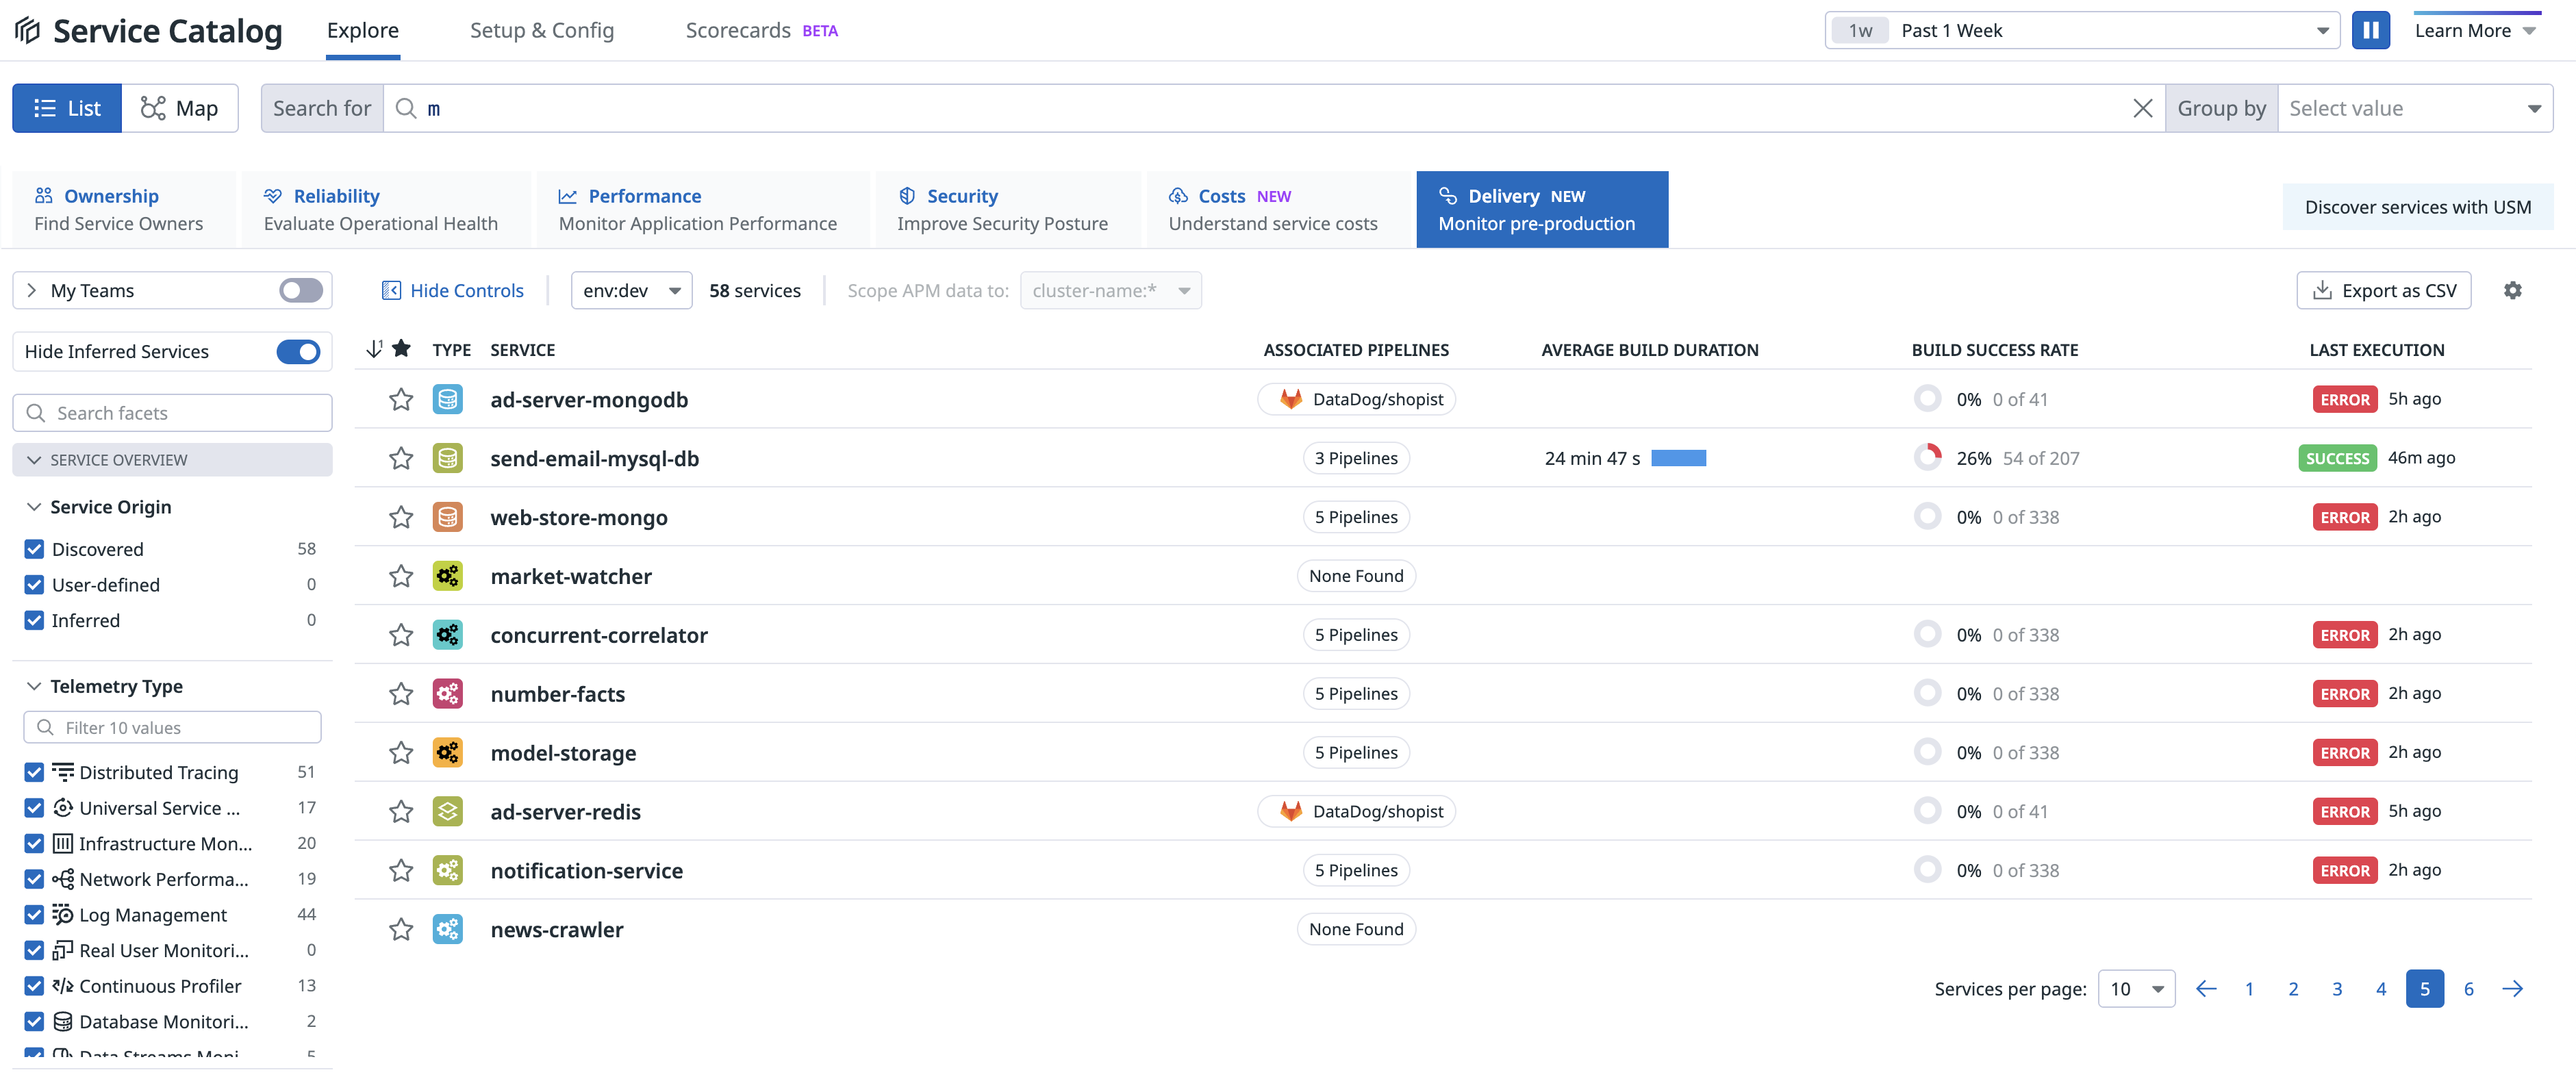 Service Catalog Explore Setup & Config Scorecards BETA 1w Past 1 Week Learn More
List Map Search for m Group by Select value
Ownership Reliability Performance Security Costs NEW Delivery NEW
Find Service Owners Evaluate Operational Health Monitor Application Performance Improve Security Posture Understand service costs Monitor pre-production Discover services with USM
My Teams Hide Controls env:dev 58 services Scope APM data to: cluster-name:* Export as CSV
Hide Inferred Services
Search facets
SERVICE OVERVIEW
Service Origin
Discovered 58
User-defined 0
Inferred 0
Telemetry Type
Filter 10 values
Distributed Tracing 51
Universal Service ... 17
Infrastructure Mon... 20
Network Performa... 19
Log Management 44
Real User Monitori... 0
Continuous Profiler 13
Database Monitori... 2
Data Streams Moni... 5
1 TYPE SERVICE ASSOCIATED PIPELINES AVERAGE BUILD DURATION BUILD SUCCESS RATE LAST EXECUTION
ad-server-mongodb DataDog/shopist 0% 0 of 41 ERROR 5h ago
send-email-mysql-db 3 Pipelines 24 min 47 s 26% 54 of 207 SUCCESS 46m ago
web-store-mongo 5 Pipelines 0% 0 of 338 ERROR 2h ago
market-watcher None Found
concurrent-correlator 5 Pipelines 0% 0 of 338 ERROR 2h ago
number-facts 5 Pipelines 0% 0 of 338 ERROR 2h ago
model-storage 5 Pipelines 0% 0 of 338 ERROR 2h ago
ad-server-redis DataDog/shopist 0% 0 of 41 ERROR 5h ago
notification-service 5 Pipelines 0% 0 of 338 ERROR 2h ago
news-crawler None Found
Services per page: 10 1 2 3 4 5 6